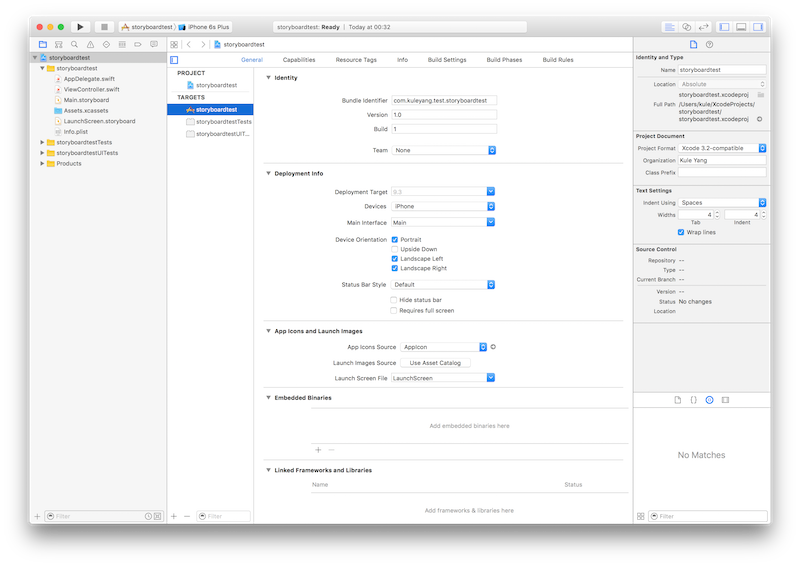 storyboardtest
iPhone 6s Plus
storyboardtest: Ready
Today at 00:32
storyboardtest
storyboardtest
storyboardtest
AppDelegate.swift
ViewController.swift
Main.storyboard
Assets.xcassets
LaunchScreen.storyboard
Info.plist
storyboardtestTests
storyboardtestUITests
Products
Filter
General
Capabilities
Resource Tags
Info
Build Settings
Build Phases
Build Rules
PROJECT
storyboardtest
TARGETS
storyboardtest
storyboardtestTests
storyboardtestUIT...
Filter
Identity
Bundle Identifier com.kuleyang.test.storyboardtest
Version 1.0
Build 1
Team None
Deployment Info
Deployment Target 9.3
Devices iPhone
Main Interface Main
Device Orientation Portrait
Upside Down
Landscape Left
Landscape Right
Status Bar Style Default
Hide status bar
Requires full screen
App Icons and Launch Images
App Icons Source AppIcon
Launch Images Source Use Asset Catalog
Launch Screen File LaunchScreen
Embedded Binaries
Add embedded binaries here
Linked Frameworks and Libraries
Name Status
Add frameworks & libraries here
Identity and Type
Name storyboardtest
Location Absolute
storyboardtest.xcodeproj
Full Path /Users/kule/XcodeProjects/
storyboardtest/
storyboardtest.xcodeproj
Project Document
Project Format Xcode 3.2-compatible
Organization Kule Yang
Class Prefix
Text Settings
Indent Using Spaces
Widths 4 4
Tab Indent
Wrap lines
Source Control
Repository --
Type --
Current Branch --
Version --
Status No changes
Location
No Matches
Filter